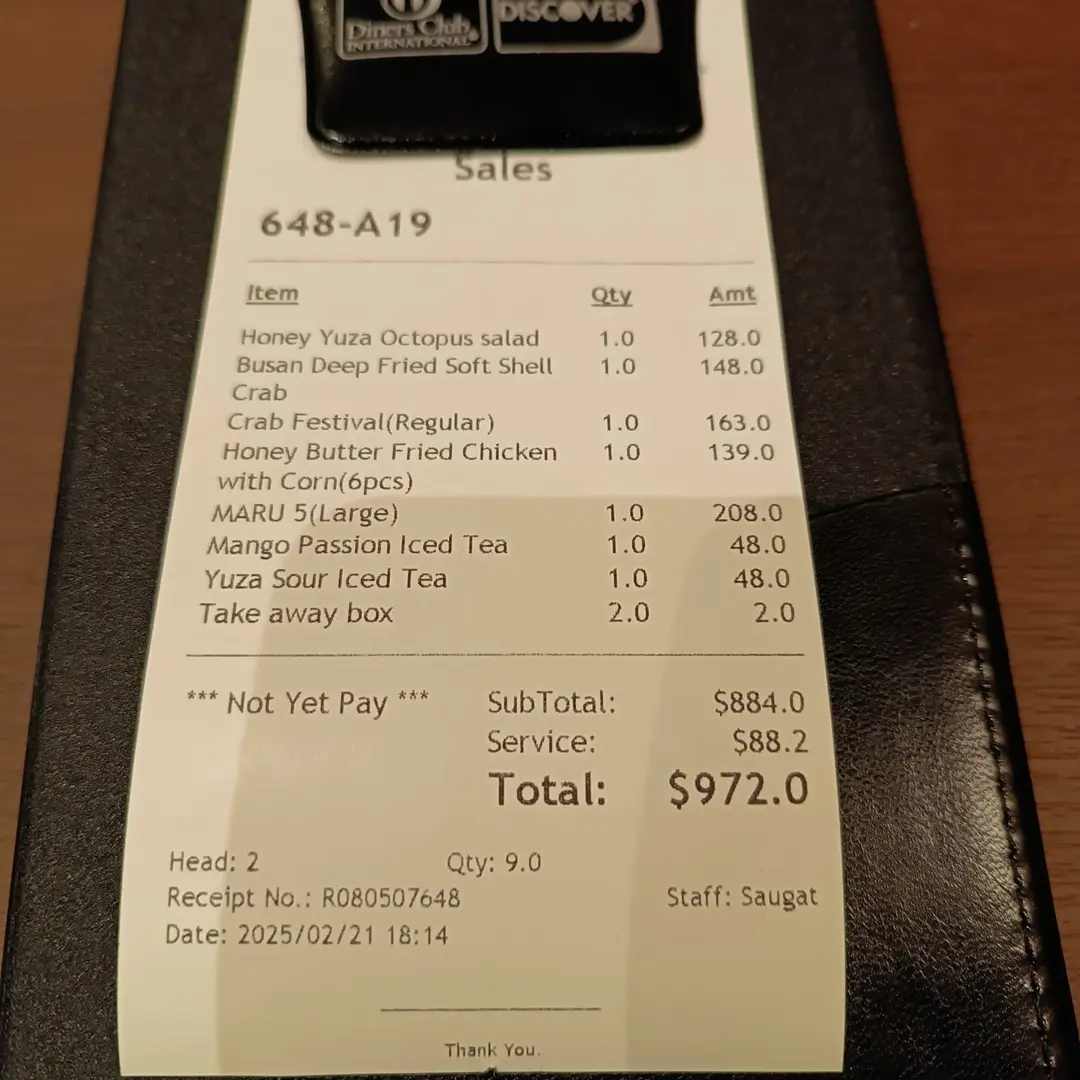 Diners Club
INTERNATIONAL®
DISCOVER®
Sales
648-A19
Item Qty Amt
Honey Yuza Octopus salad 1.0 128.0
Busan Deep Fried Soft Shell 1.0 148.0
Crab
Crab Festival(Regular) 1.0 163.0
Honey Butter Fried Chicken 1.0 139.0
with Corn(6pcs)
MARU 5(Large) 1.0 208.0
Mango Passion Iced Tea 1.0 48.0
Yuza Sour Iced Tea 1.0 48.0
Take away box 2.0 2.0
*** Not Yet Pay *** SubTotal: $884.0
Service: $88.2
Total: $972.0
Head: 2 Qty: 9.0
Receipt No.: R080507648 Staff: Saugat
Date: 2025/02/21 18:14
Thank You.